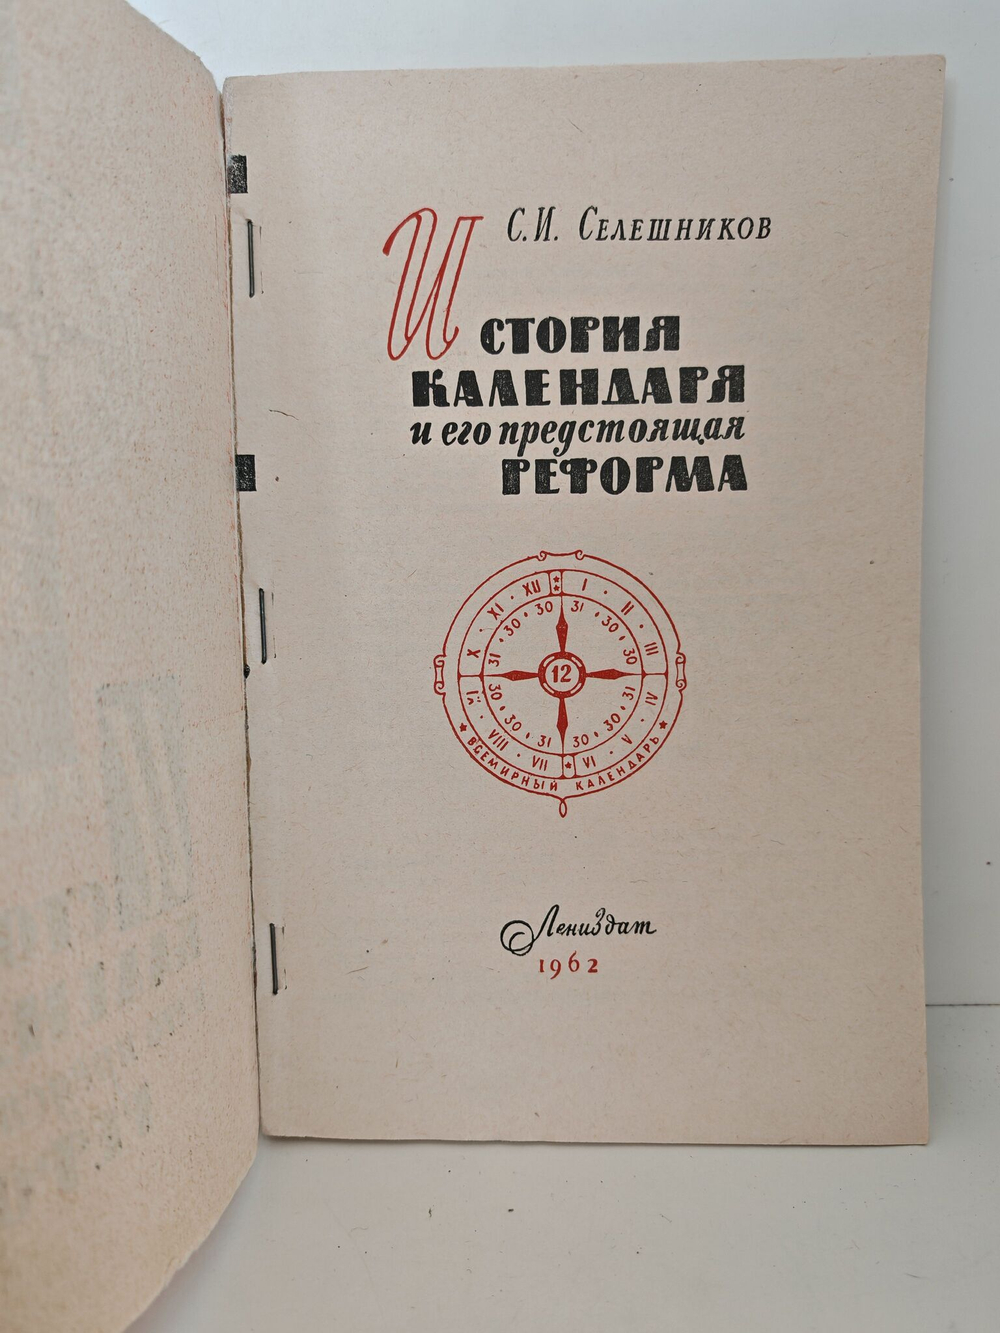 С. И. Селешников
История
календаря
и его предстоящая
реформа
I · II · III
IV · V · VI
VII · VIII · IX
X · XI · XII
31 · 30 · 30
31 · 30 · 30
31 · 30 · 30
31 · 30 · 30
12
ВСЕМИРНЫЙ КАЛЕНДАРЬ
Лениздат
1962